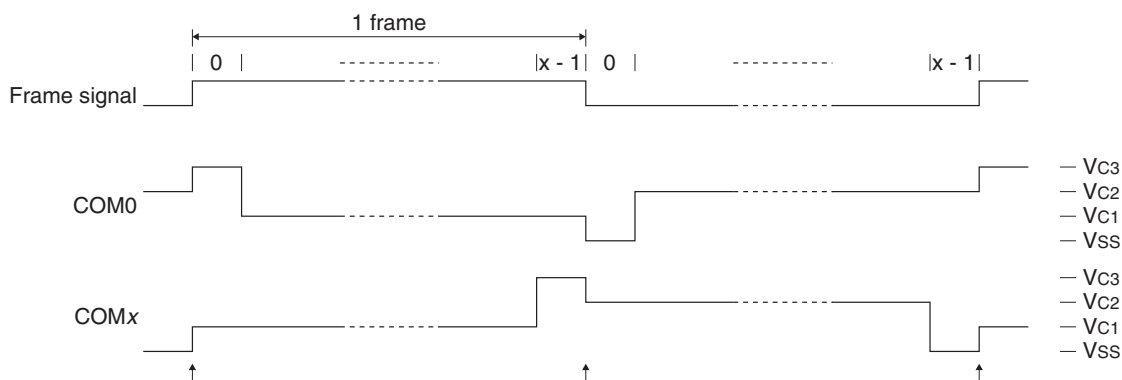 1 frame
0 x - 1 0 x - 1
Frame signal
COM0
VC3
VC2
VC1
VSS
COMx
VC3
VC2
VC1
VSS